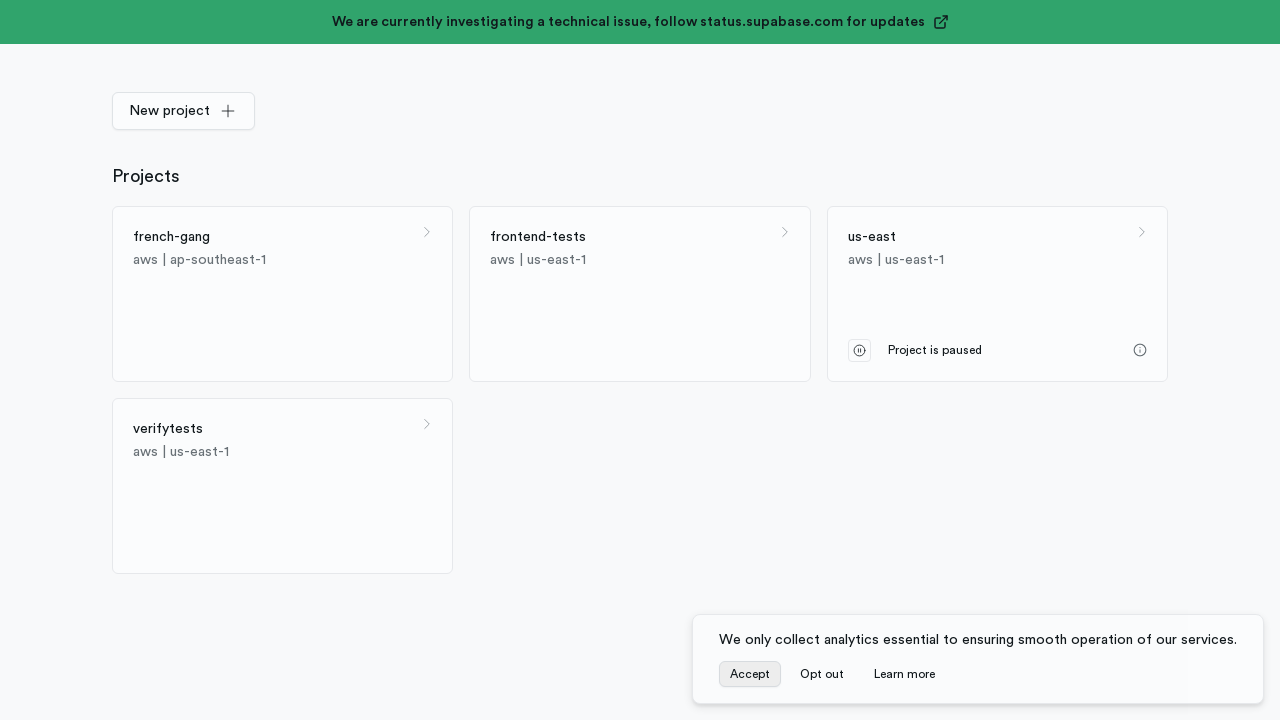 We are currently investigating a technical issue, follow status.supabase.com for updates
New project
Projects
french-gang
aws | ap-southeast-1
frontend-tests
aws | us-east-1
us-east
aws | us-east-1
Project is paused
verifytests
aws | us-east-1
We only collect analytics essential to ensuring smooth operation of our services.
Accept
Opt out
Learn more